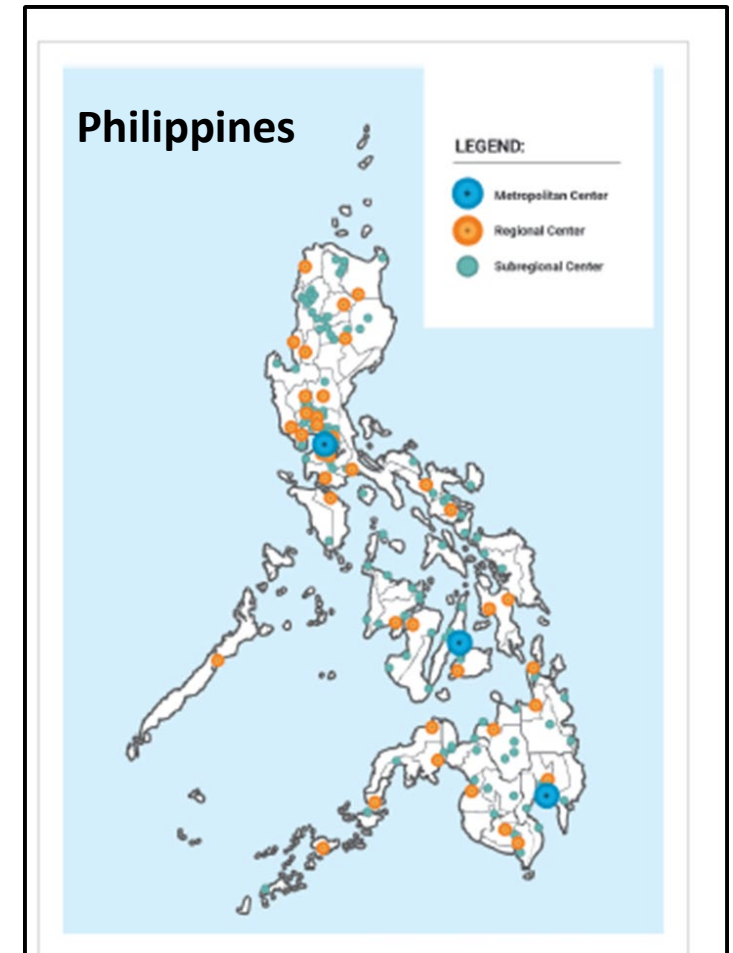 Philippines
LEGEND:
Metropolitan Center
Regional Center
Subregional Center